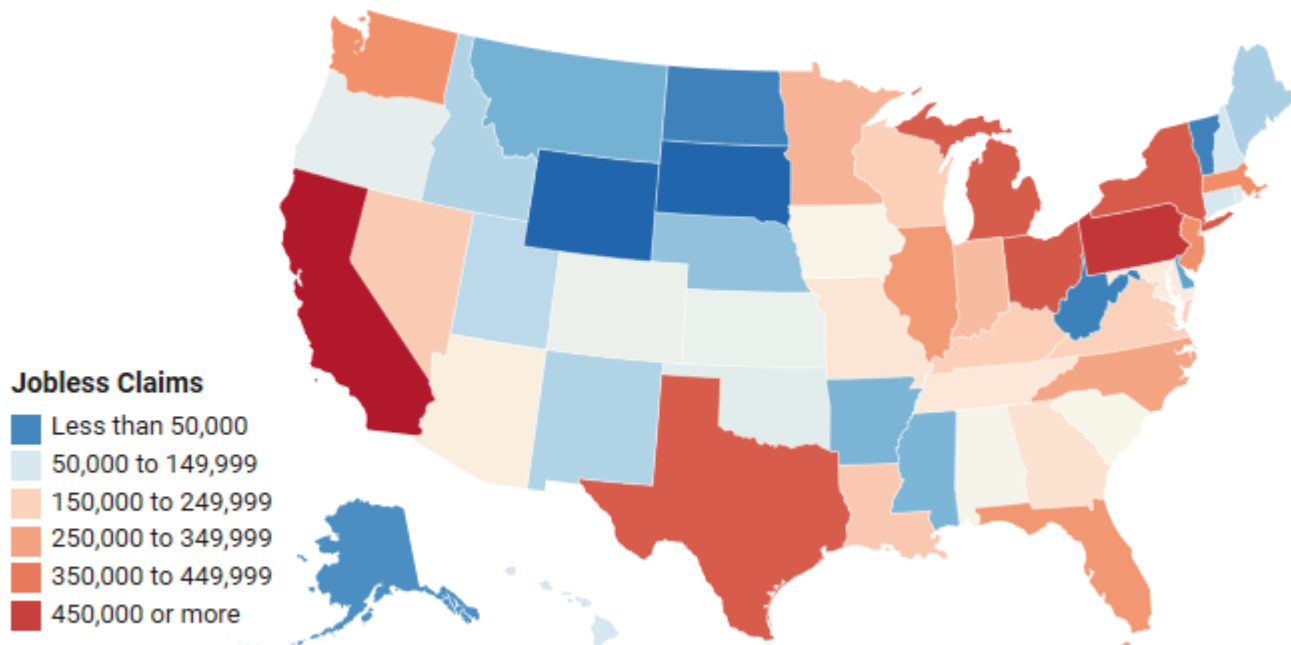 Jobless Claims
Less than 50,000
50,000 to 149,999
150,000 to 249,999
250,000 to 349,999
350,000 to 449,999
450,000 or more